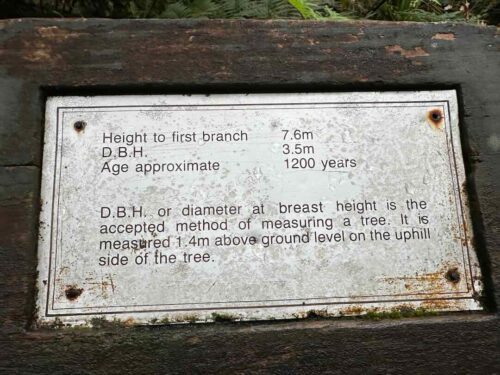 Height to first branch 7.6m
D.B.H. 3.5m
Age approximate 1200 years
D.B.H. or diameter at breast height is the
accepted method of measuring a tree. It is
measured 1.4m above ground level on the uphill
side of the tree.